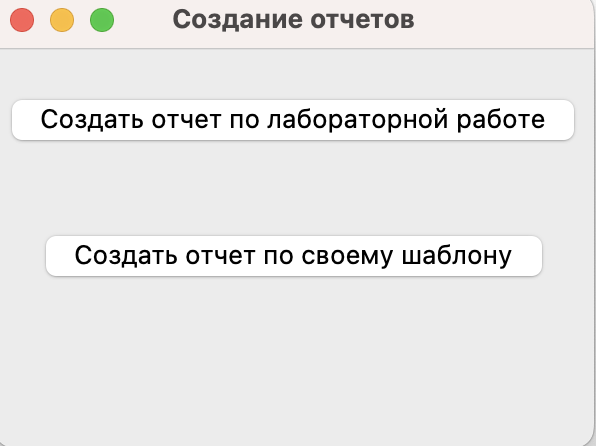 Создание отчетов
Создать отчет по лабораторной работе
Создать отчет по своему шаблону